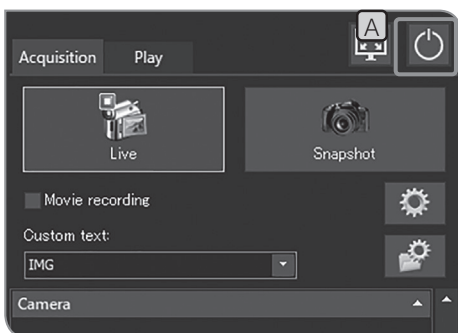 A
Acquisition Play
Live Snapshot
Movie recording
Custom text:
IMG
Camera